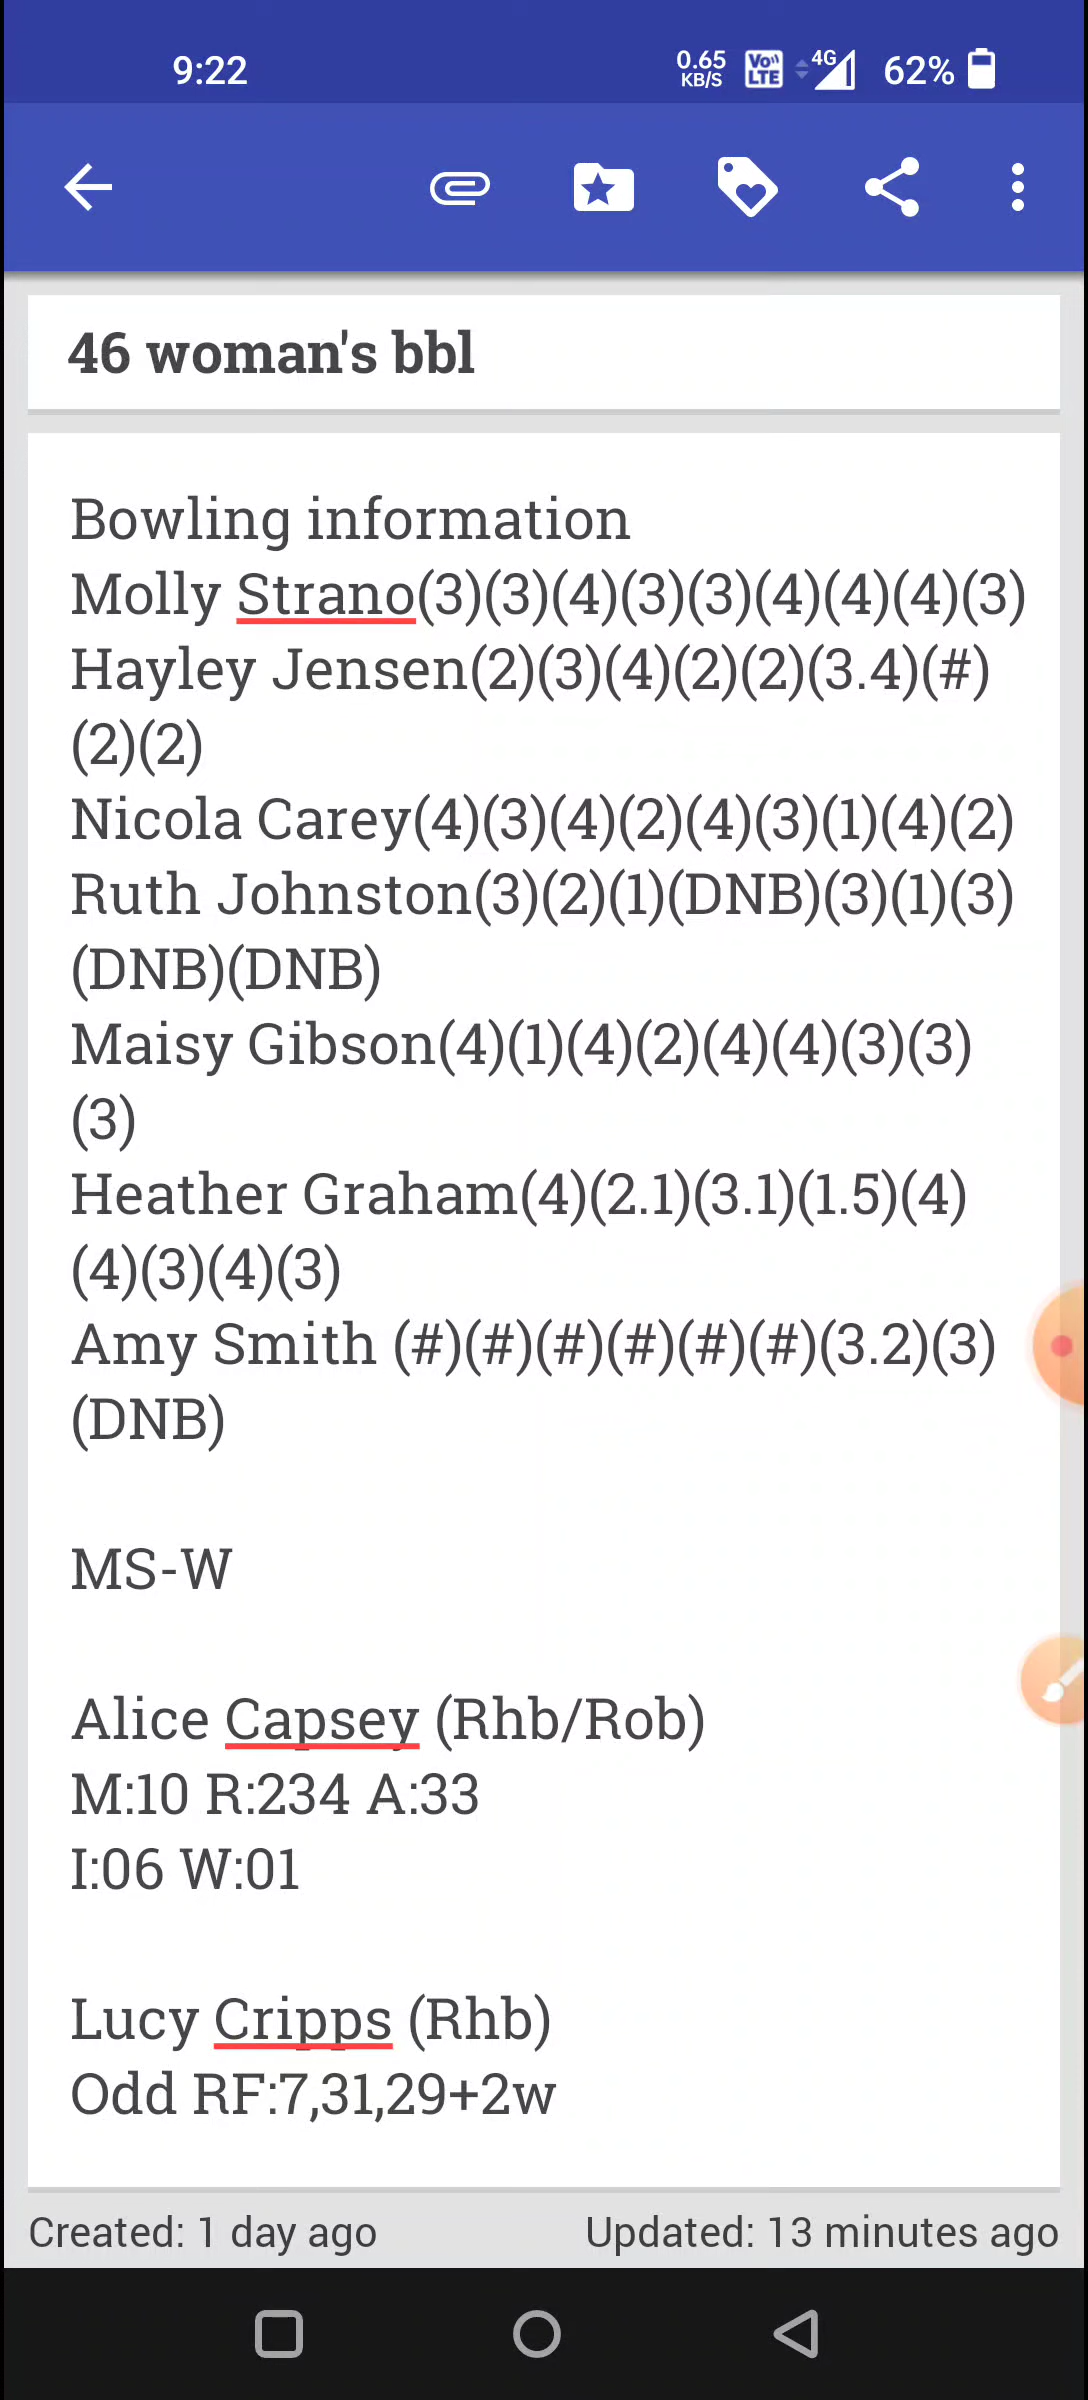 9:22
0.65
KB/S
Vo))
LTE
4G
62%
46 woman's bbl
Bowling information
Molly Strano(3)(3)(4)(3)(3)(4)(4)(4)(3)
Hayley Jensen(2)(3)(4)(2)(2)(3.4)(#)
(2)(2)
Nicola Carey(4)(3)(4)(2)(4)(3)(1)(4)(2)
Ruth Johnston(3)(2)(1)(DNB)(3)(1)(3)
(DNB)(DNB)
Maisy Gibson(4)(1)(4)(2)(4)(4)(3)(3)
(3)
Heather Graham(4)(2.1)(3.1)(1.5)(4)
(4)(3)(4)(3)
Amy Smith (#)(#)(#)(#)(#)(#)(3.2)(3)
(DNB)
MS-W
Alice Capsey (Rhb/Rob)
M:10 R:234 A:33
I:06 W:01
Lucy Cripps (Rhb)
Odd RF:7,31,29+2w
Created: 1 day ago
Updated: 13 minutes ago